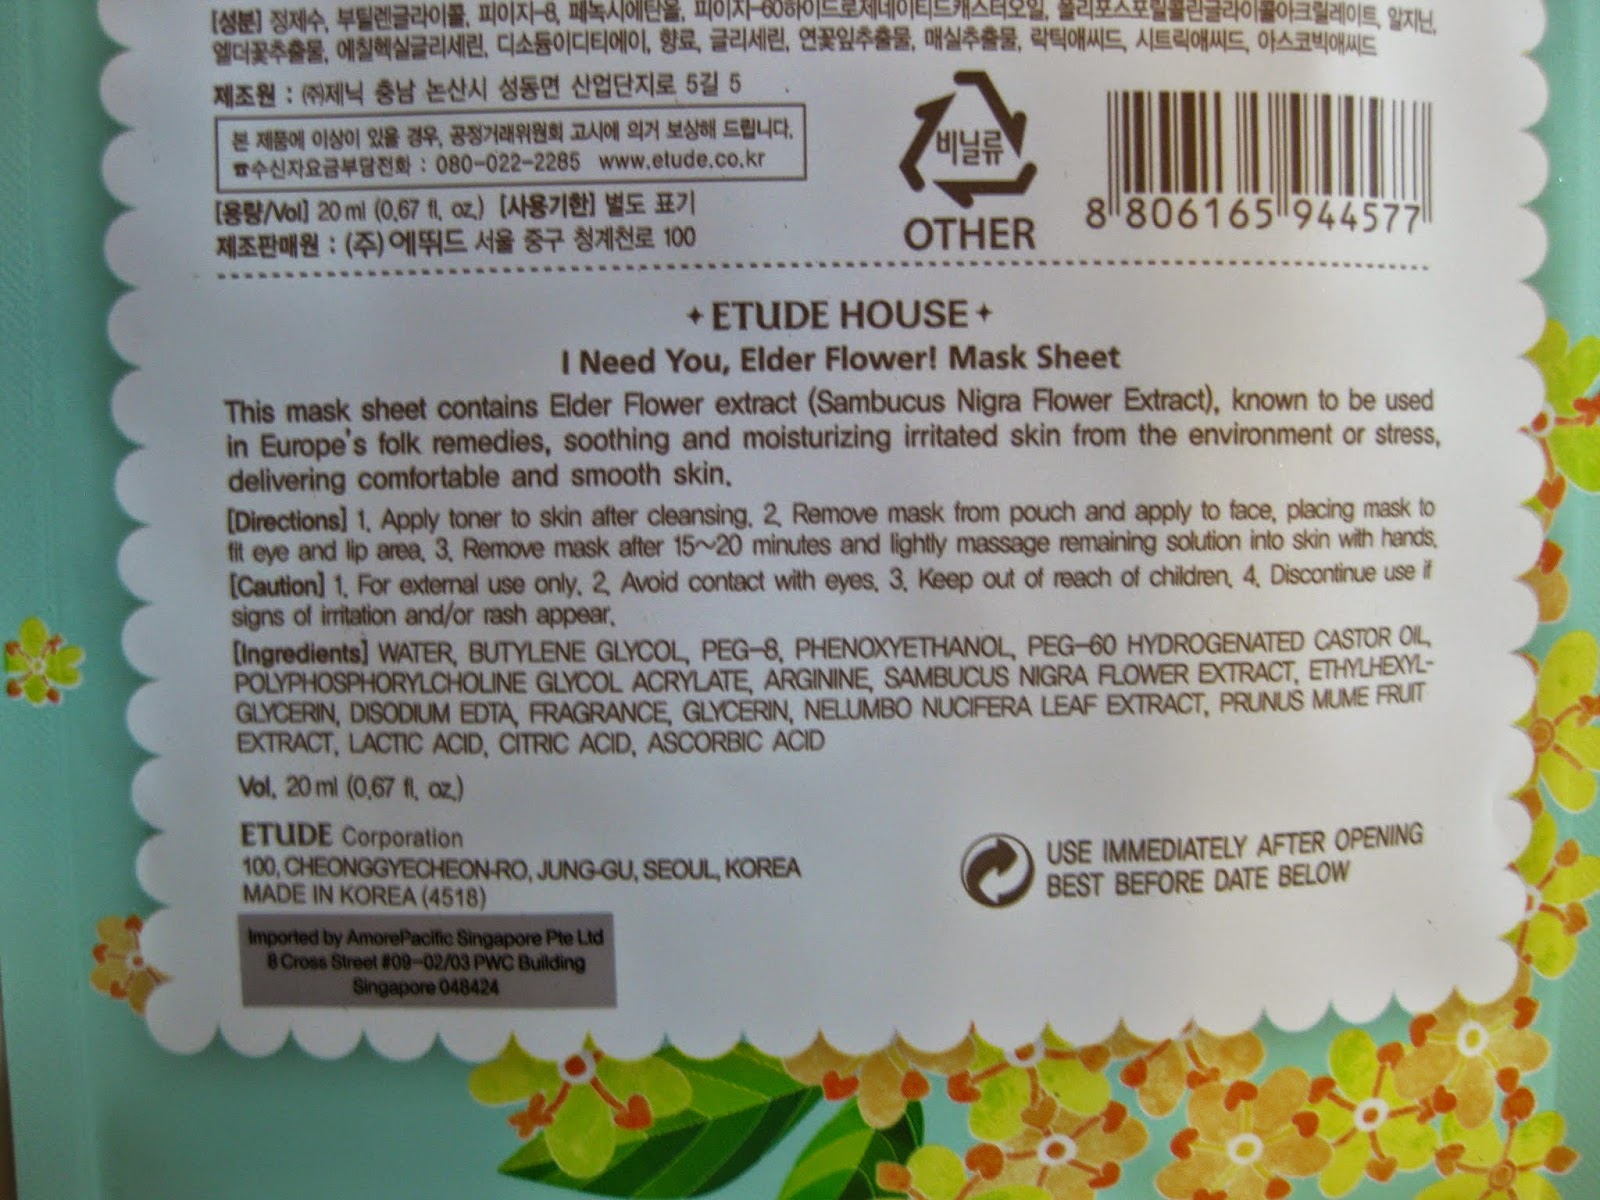 [성분] 정제수, 부틸렌글라이콜, 피이지-8, 페녹시에탄올, 피이지-60하이드로제네이티드캐스터오일, 폴리포스포릴콜린글라이콜아크릴레이트, 알지닌,
엘더꽃추출물, 에칠헥실글리세린, 디소듐이디티에이, 향료, 글리세린, 연꽃잎추출물, 매실추출물, 락틱애씨드, 시트릭애씨드, 아스코빅애씨드
제조원 : ㈜제닉 충남 논산시 성동면 산업단지로 5길 5
본 제품에 이상이 있을 경우, 공정거래위원회 고시에 의거 보상해 드립니다.
☎수신자요금부담전화 : 080-022-2285 www.etude.co.kr
[용량/Vol] 20 ml (0.67 fl. oz.) [사용기한] 별도 표기
제조판매원 : (주)에뛰드 서울 중구 청계천로 100
비닐류
OTHER
8 806165 944577
ETUDE HOUSE
I Need You, Elder Flower! Mask Sheet
This mask sheet contains Elder Flower extract (Sambucus Nigra Flower Extract), known to be used
in Europe's folk remedies, soothing and moisturizing irritated skin from the environment or stress,
delivering comfortable and smooth skin.
[Directions] 1. Apply toner to skin after cleansing. 2. Remove mask from pouch and apply to face, placing mask to
fit eye and lip area. 3. Remove mask after 15~20 minutes and lightly massage remaining solution into skin with hands.
[Caution] 1. For external use only. 2. Avoid contact with eyes. 3. Keep out of reach of children. 4. Discontinue use if
signs of irritation and/or rash appear.
[Ingredients] WATER, BUTYLENE GLYCOL, PEG-8, PHENOXYETHANOL, PEG-60 HYDROGENATED CASTOR OIL,
POLYPHOSPHORYLCHOLINE GLYCOL ACRYLATE, ARGININE, SAMBUCUS NIGRA FLOWER EXTRACT, ETHYLHEXYL-
GLYCERIN, DISODIUM EDTA, FRAGRANCE, GLYCERIN, NELUMBO NUCIFERA LEAF EXTRACT, PRUNUS MUME FRUIT
EXTRACT, LACTIC ACID, CITRIC ACID, ASCORBIC ACID
Vol. 20 ml (0.67 fl. oz.)
ETUDE Corporation
100, CHEONGGYECHEON-RO, JUNG-GU, SEOUL, KOREA
MADE IN KOREA (4518)
USE IMMEDIATELY AFTER OPENING
BEST BEFORE DATE BELOW
Imported by AmorePacific Singapore Pte Ltd
8 Cross Street #09-02/03 PWC Building
Singapore 048424